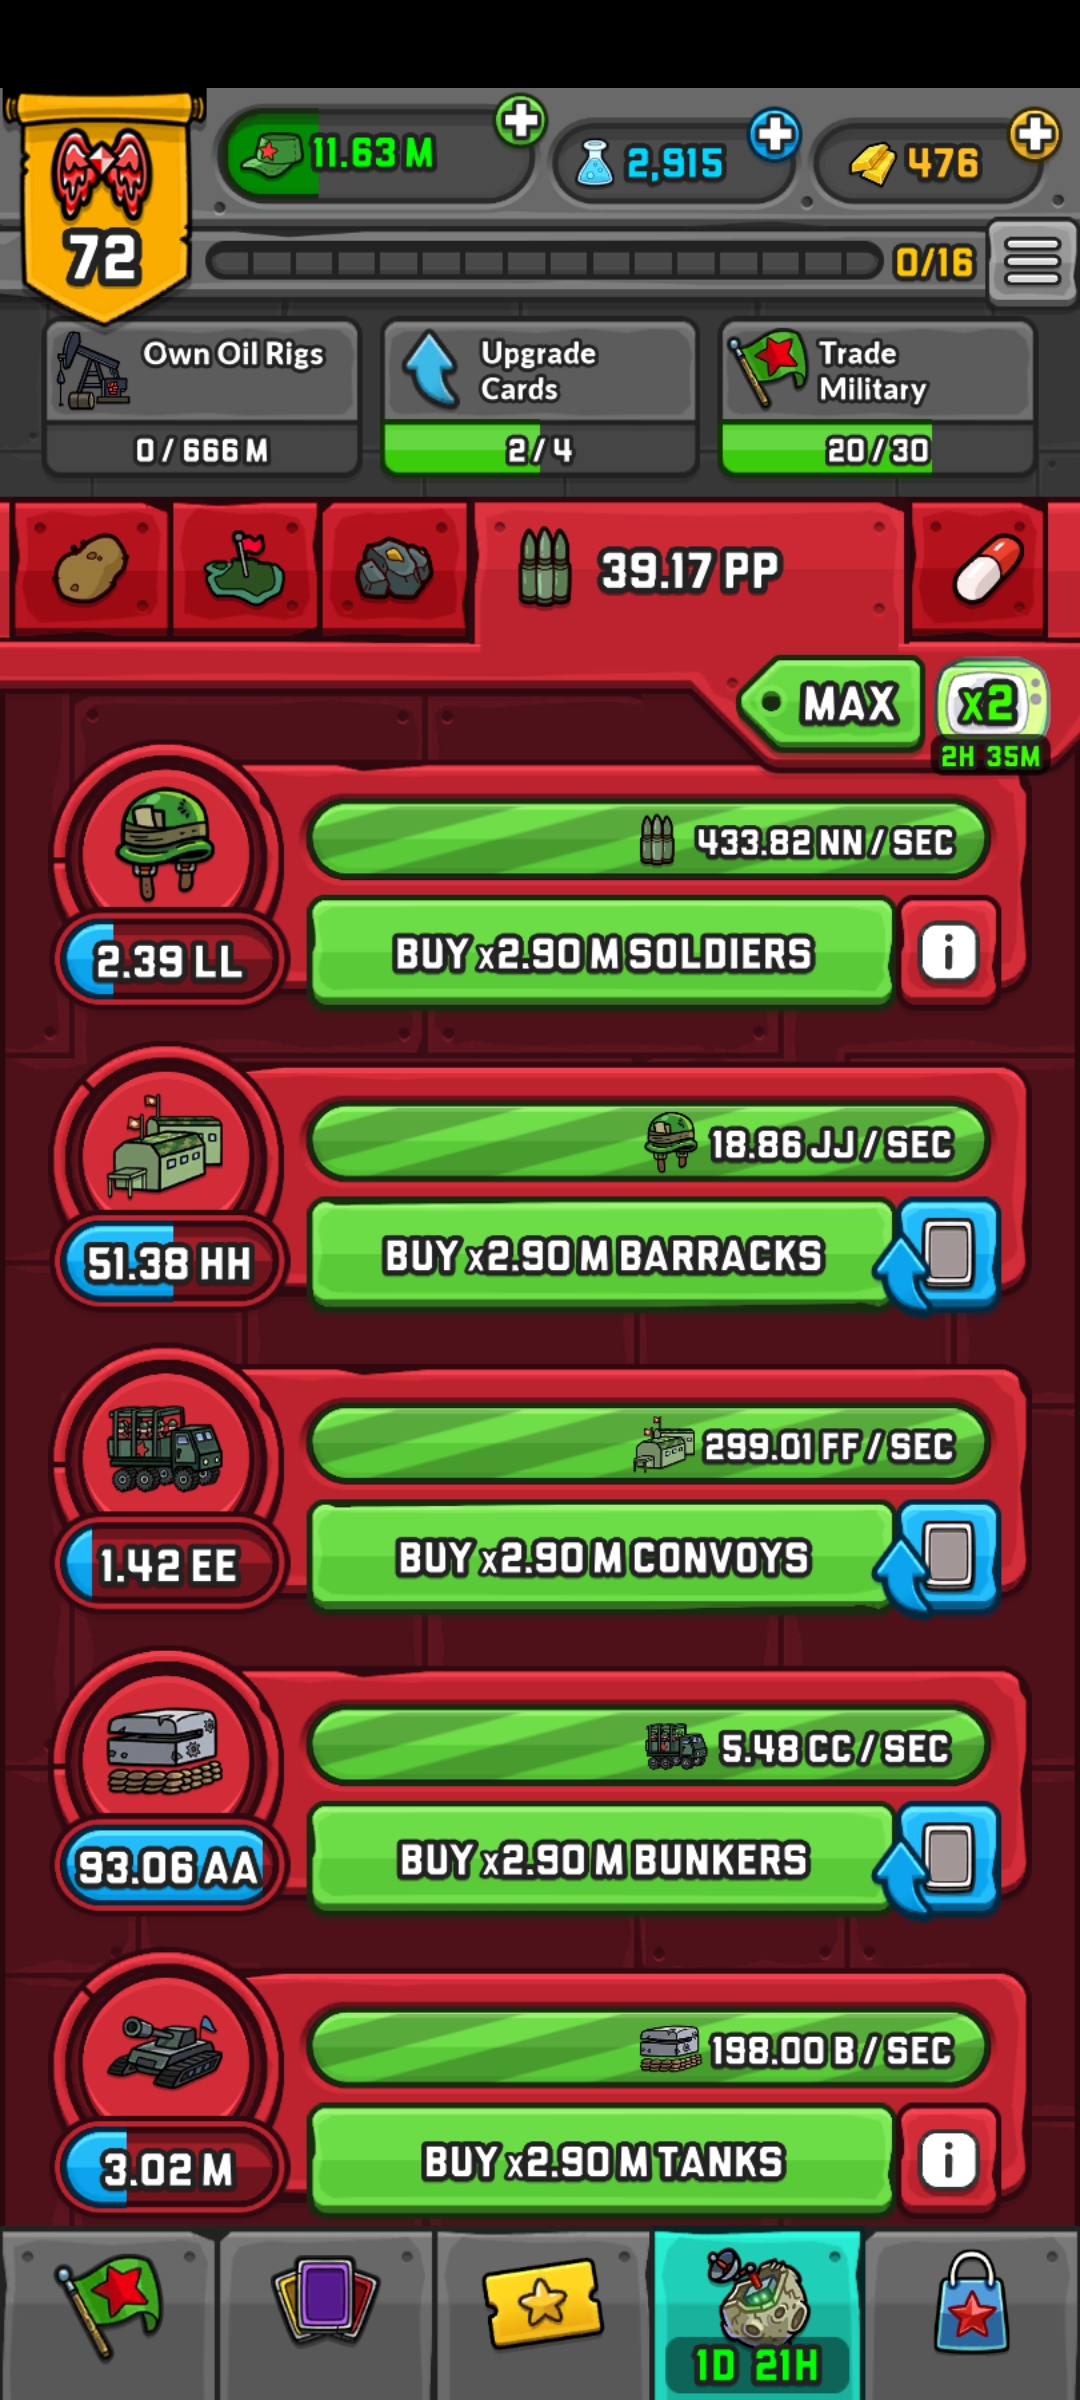 11.63 M
2,915
476
72
0/16
Own Oil Rigs
0 / 666 M
Upgrade
Cards
2 / 4
Trade
Military
20 / 30
39.17 PP
MAX
x2
2H 35M
433.82 NN / SEC
2.39 LL
BUY x2.90 M SOLDIERS
i
18.86 JJ / SEC
51.38 HH
BUY x2.90 M BARRACKS
299.01 FF / SEC
1.42 EE
BUY x2.90 M CONVOYS
5.48 CC / SEC
93.06 AA
BUY x2.90 M BUNKERS
198.00 B / SEC
3.02 M
BUY x2.90 M TANKS
i
1D 21H